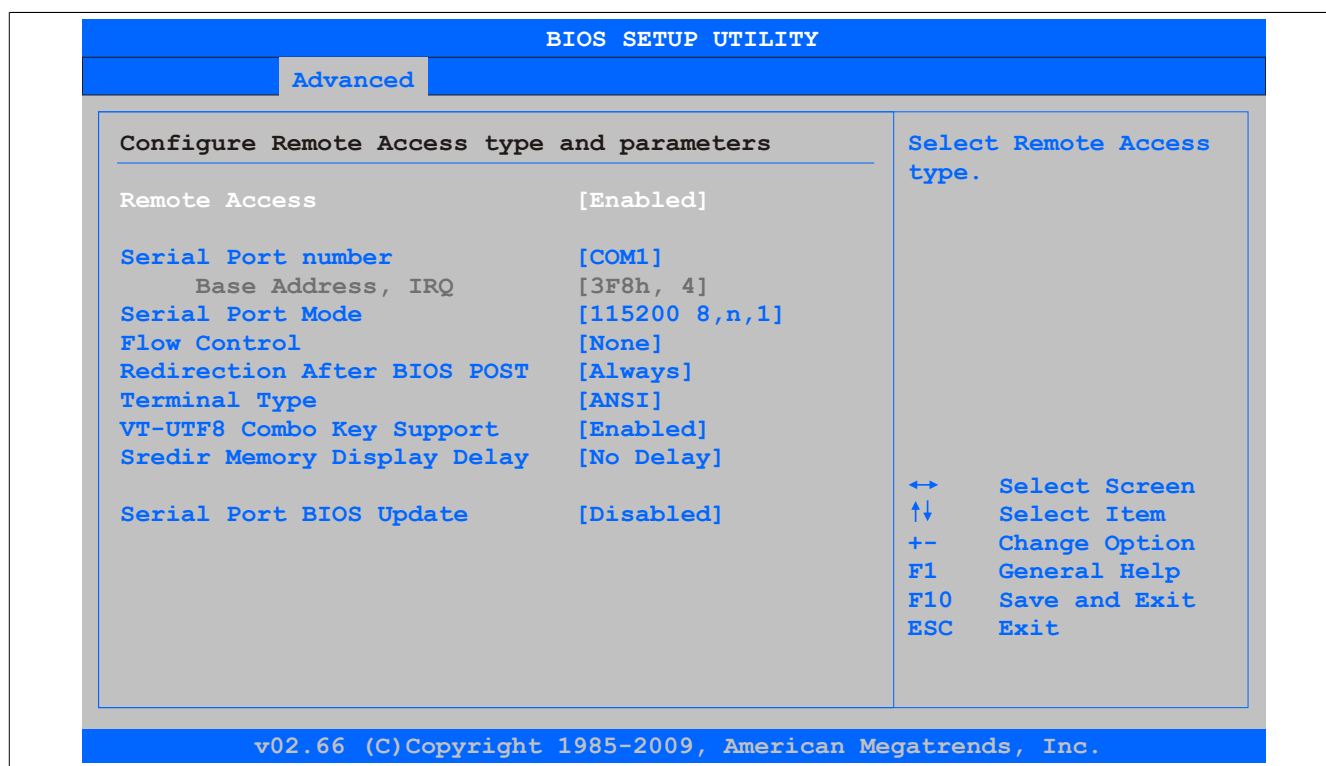 BIOS SETUP UTILITY
Advanced
Configure Remote Access type and parameters
Remote Access [Enabled]
Serial Port number [COM1]
Base Address, IRQ [3F8h, 4]
Serial Port Mode [115200 8,n,1]
Flow Control [None]
Redirection After BIOS POST [Always]
Terminal Type [ANSI]
VT-UTF8 Combo Key Support [Enabled]
Sredir Memory Display Delay [No Delay]
Serial Port BIOS Update [Disabled]
Select Remote Access
type.
↔ Select Screen
↑↓ Select Item
+- Change Option
F1 General Help
F10 Save and Exit
ESC Exit
v02.66 (C)Copyright 1985-2009, American Megatrends, Inc.